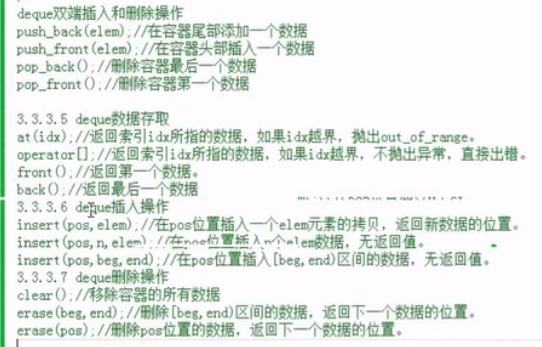 deque双端插入和删除操作
push_back(elem);//在容器尾部添加一个数据
push_front(elem);//在容器头部插入一个数据
pop_back();//删除容器最后一个数据
pop_front();//删除容器第一个数据
3.3.3.5 deque数据存取
at(idx);//返回索引idx所指的数据，如果idx越界，抛出out_of_range。
operator[];//返回索引idx所指的数据，如果idx越界，不抛出异常，直接出错。
front();//返回第一个数据。
back();//返回最后一个数据
3.3.3.6 deque插入操作
insert(pos,elem);//在pos位置插入一个elem元素的拷贝，返回新数据的位置。
insert(pos,n,elem);//在pos位置插入n个elem数据，无返回值。
insert(pos,beg,end);//在pos位置插入[beg,end)区间的数据，无返回值。
3.3.3.7 deque删除操作
clear();//移除容器的所有数据
erase(beg,end);//删除[beg,end)区间的数据，返回下一个数据的位置。
erase(pos);//删除pos位置的数据，返回下一个数据的位置。